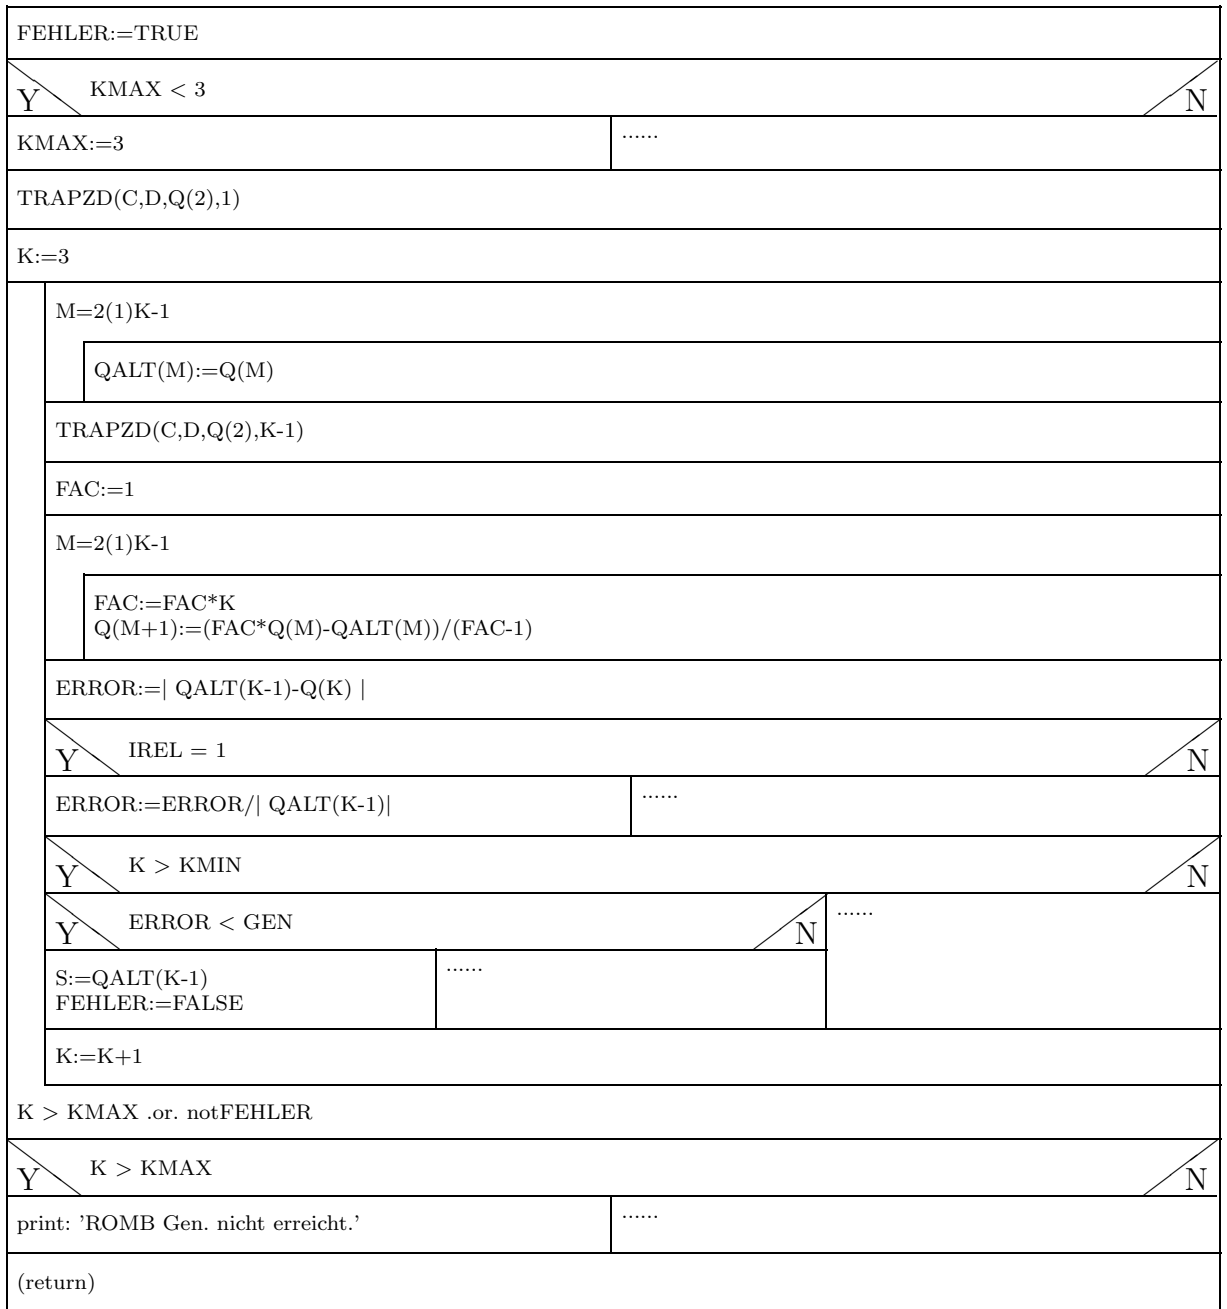 FEHLER:=TRUE
Y KMAX < 3 N
KMAX:=3 ......
TRAPZD(C,D,Q(2),1)
K:=3
M=2(1)K-1
QALT(M):=Q(M)
TRAPZD(C,D,Q(2),K-1)
FAC:=1
M=2(1)K-1
FAC:=FAC*K
Q(M+1):=(FAC*Q(M)-QALT(M))/(FAC-1)
ERROR:=| QALT(K-1)-Q(K) |
Y IREL = 1 N
ERROR:=ERROR/| QALT(K-1)| ......
Y K > KMIN N
Y ERROR < GEN N ......
S:=QALT(K-1) ......
FEHLER:=FALSE
K:=K+1
K > KMAX .or. notFEHLER
Y K > KMAX N
print: 'ROMB Gen. nicht erreicht.' ......
(return)